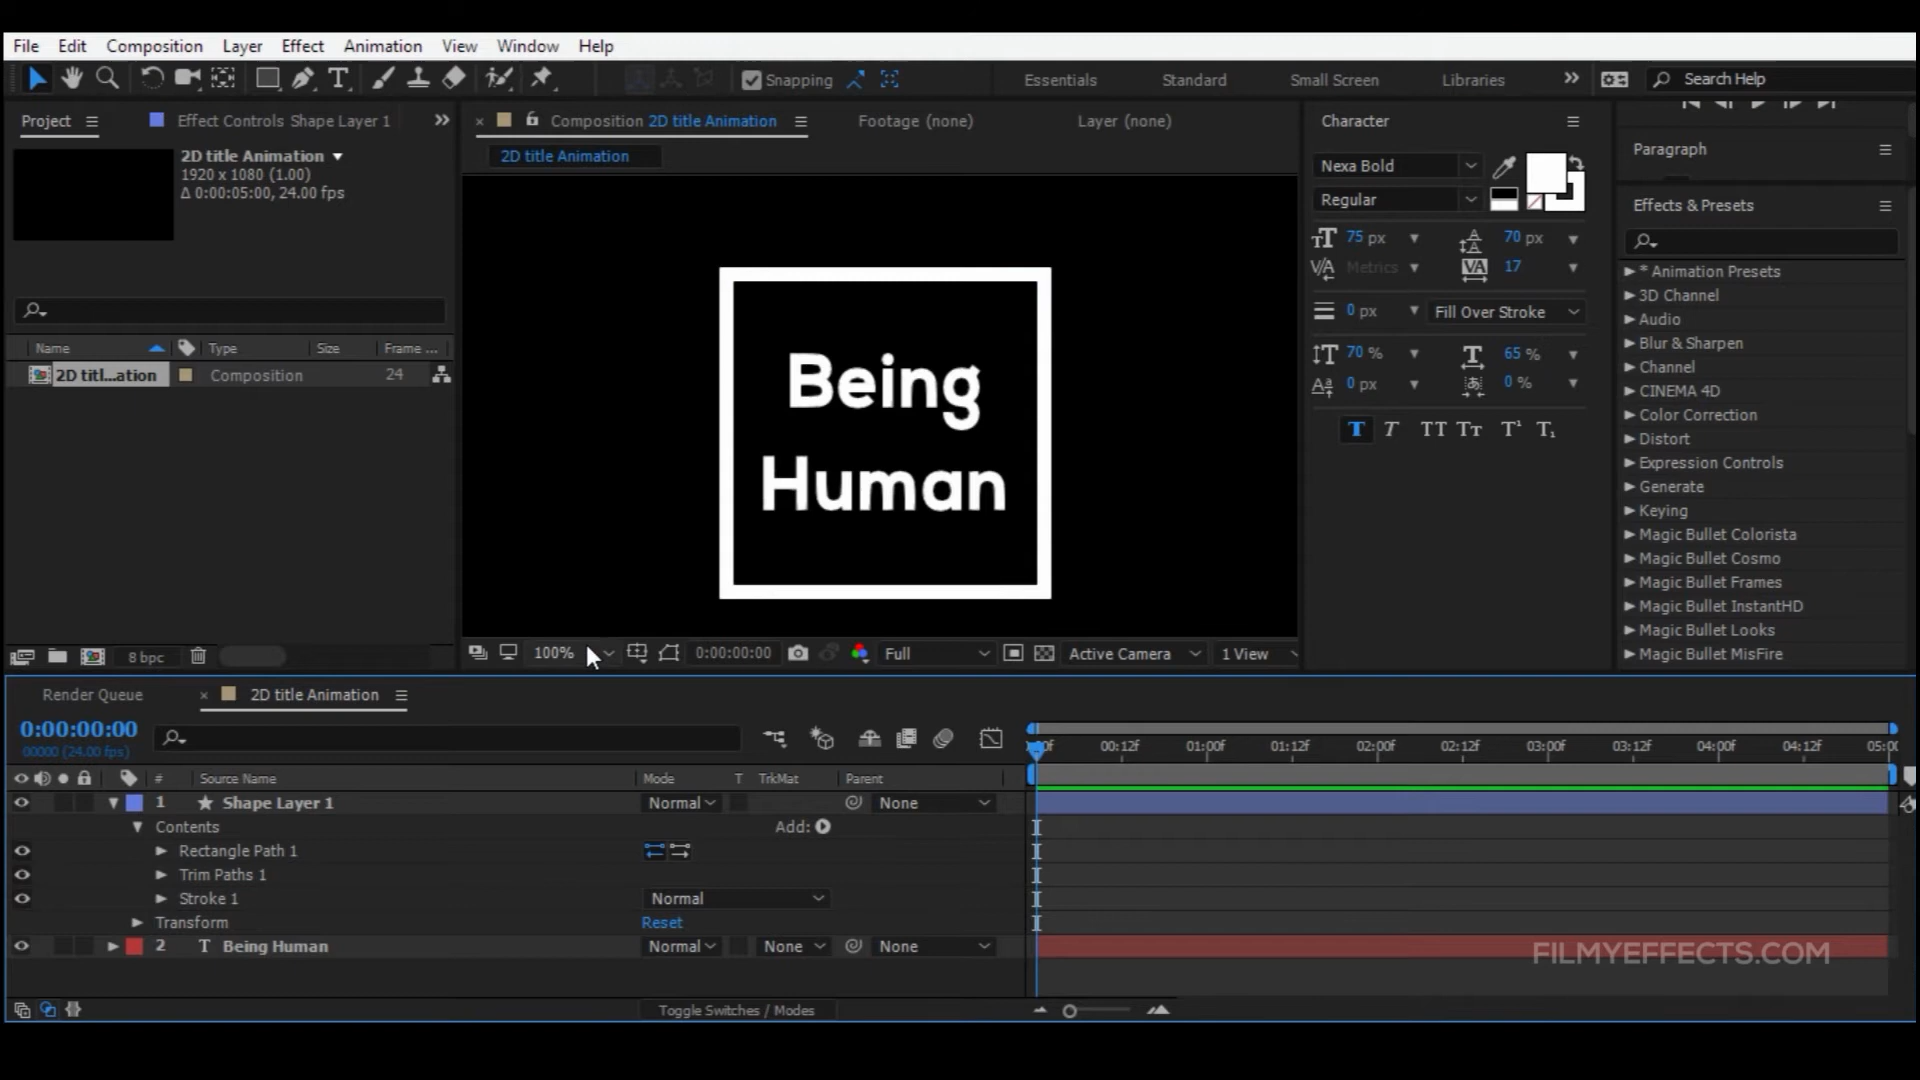 File Edit Composition Layer Effect Animation View Window Help
Snapping Essentials Standard Small Screen Libraries Search Help
Project Effect Controls Shape Layer 1
2D title Animation
1920 x 1080 (1.00)
Δ 0:00:05:00, 24.00 fps
Name Type Size Frame ...
2D titl...ation Composition 24
8 bpc
Composition 2D title Animation Footage (none) Layer (none)
2D title Animation
Being
Human
100% 0:00:00:00 Full Active Camera 1 View
Character
Nexa Bold
Regular
75 px 70 px
Metrics 17
0 px Fill Over Stroke
70 % 65 %
0 px 0 %
T T TT Tт T¹ T₁
Paragraph
Effects & Presets
* Animation Presets
3D Channel
Audio
Blur & Sharpen
Channel
CINEMA 4D
Color Correction
Distort
Expression Controls
Generate
Keying
Magic Bullet Colorista
Magic Bullet Cosmo
Magic Bullet Frames
Magic Bullet InstantHD
Magic Bullet Looks
Magic Bullet MisFire
Render Queue 2D title Animation
0:00:00:00
00000 (24.00 fps)
00:12f 01:00f 01:12f 02:00f 02:12f 03:00f 03:12f 04:00f 04:12f 05:00
# Source Name Mode T TrkMat Parent
1 Shape Layer 1 Normal None
Contents Add:
Rectangle Path 1
Trim Paths 1
Stroke 1 Normal
Transform Reset
2 T Being Human Normal None None
FILMYEFFECTS.COM
Toggle Switches / Modes